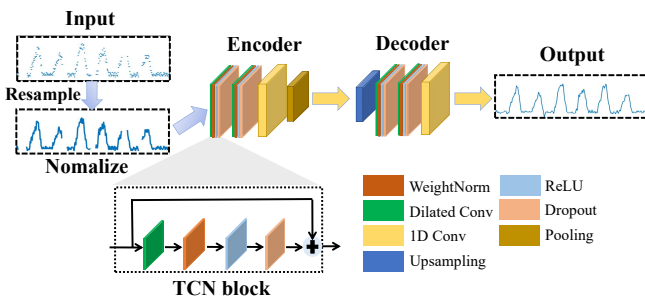 Input
Encoder
Decoder
Output
Resample
Nomalize
WeightNorm
ReLU
Dilated Conv
Dropout
1D Conv
Pooling
Upsampling
TCN block